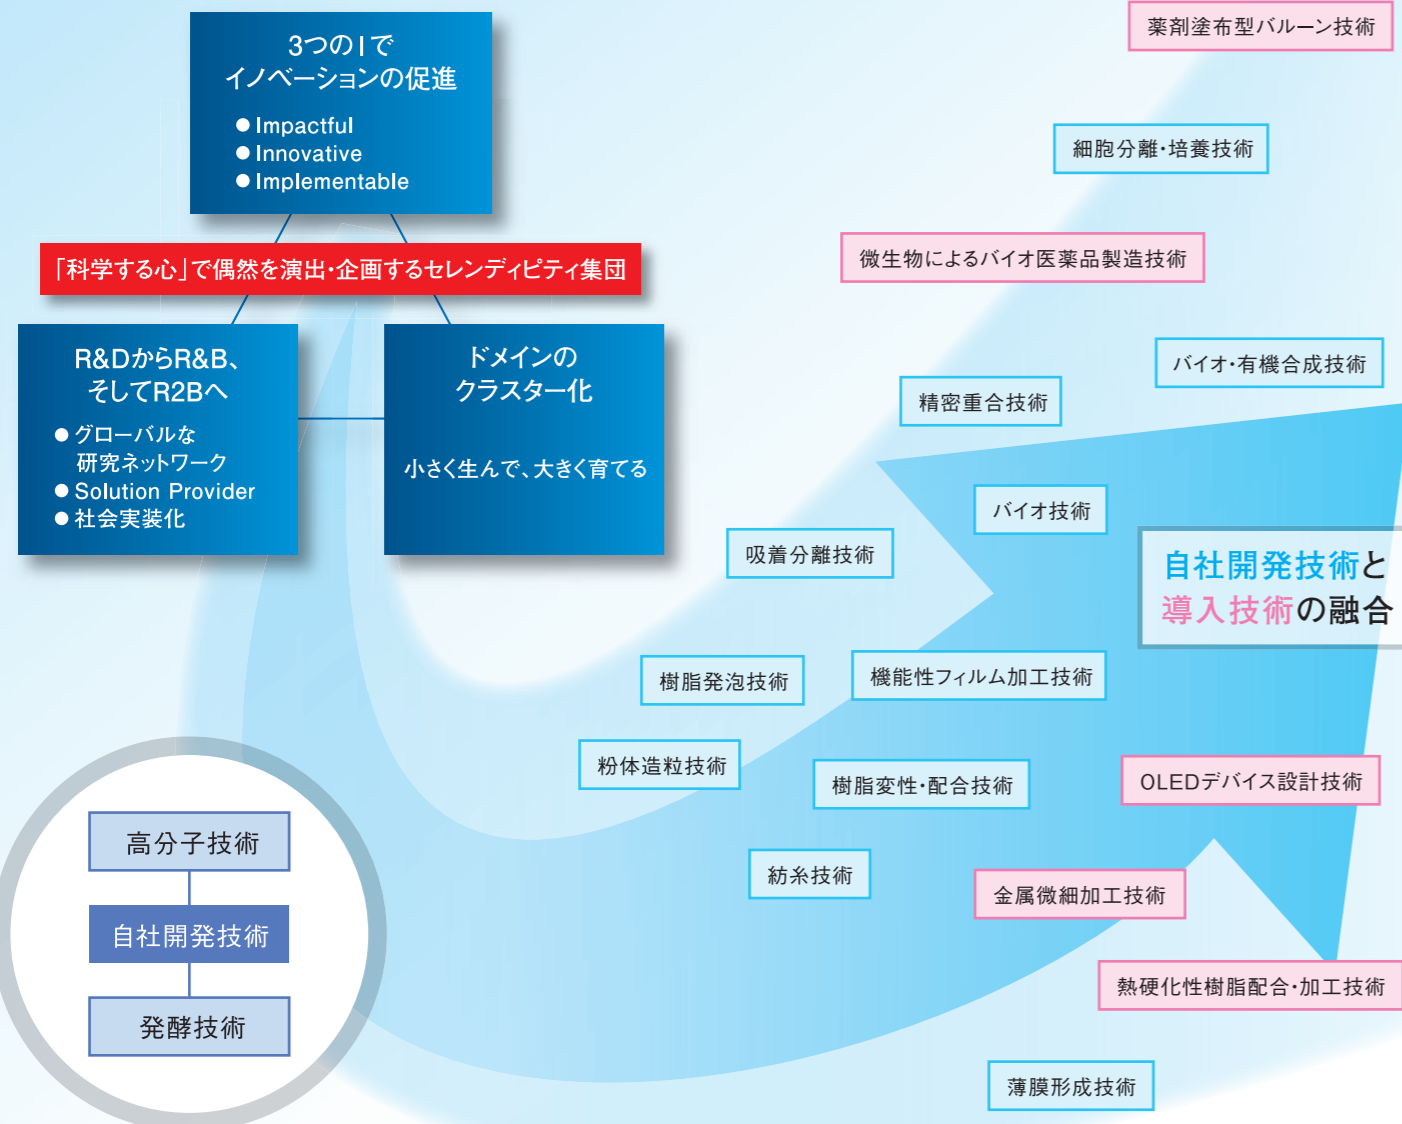 3つのIで
イノベーションの促進
● Impactful
● Innovative
● Implementable
「科学する心」で偶然を演出・企画するセレンディピティ集団
R&DからR&B、
そしてR2Bへ
● グローバルな
研究ネットワーク
● Solution Provider
● 社会実装化
ドメインの
クラスター化
小さく生んで、大きく育てる
薬剤塗布型バルーン技術
細胞分離・培養技術
微生物によるバイオ医薬品製造技術
バイオ・有機合成技術
精密重合技術
バイオ技術
吸着分離技術
自社開発技術と
導入技術の融合
樹脂発泡技術
機能性フィルム加工技術
粉体造粒技術
樹脂変性・配合技術
OLEDデバイス設計技術
紡糸技術
金属微細加工技術
熱硬化性樹脂配合・加工技術
薄膜形成技術
高分子技術
自社開発技術
発酵技術